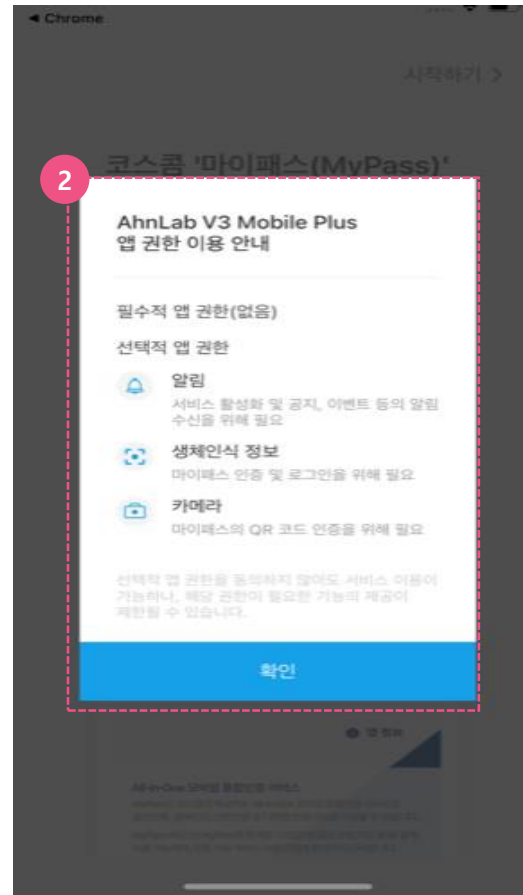 ◀ Chrome
시작하기 >
코스콤 '마이패스(MyPass)'
2
AhnLab V3 Mobile Plus
앱 권한 이용 안내
필수적 앱 권한(없음)
선택적 앱 권한
알림
서비스 활성화 및 공지, 이벤트 등의 알림
수신을 위해 필요
생체인식 정보
마이패스 인증 및 로그인을 위해 필요
카메라
마이패스의 QR 코드 인증을 위해 필요
선택적 앱 권한을 동의하지 않아도 서비스 이용이
가능하나, 해당 권한이 필요한 기능의 제공이
제한될 수 있습니다.
확인
앱 정보
All-in-One 모바일 통합인증 서비스